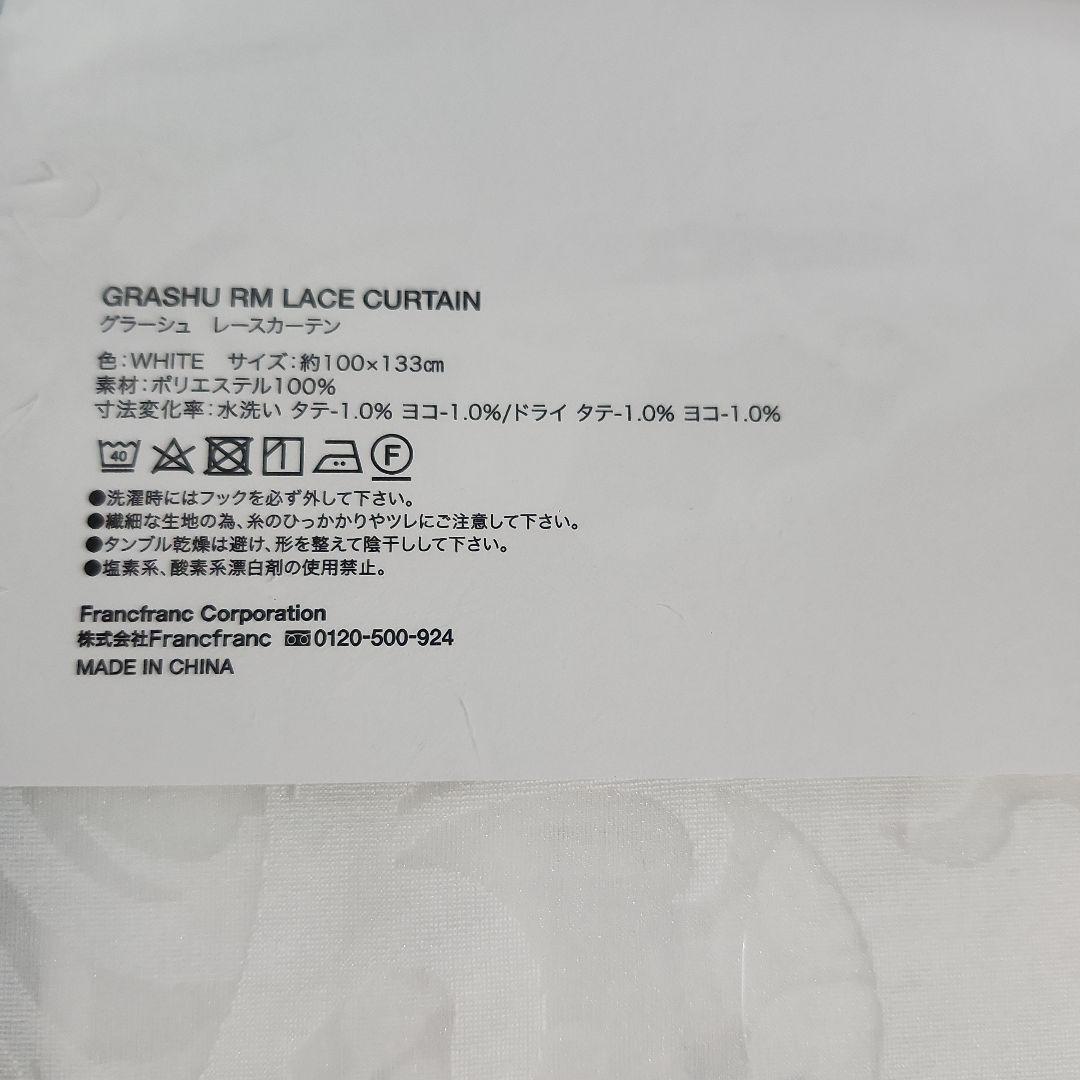 GRASHU RM LACE CURTAIN
グラーシュ レースカーテン
色:WHITE サイズ:約100×133㎝
素材:ポリエステル100%
寸法変化率:水洗い タテ-1.0% ヨコ-1.0%/ドライ タテ-1.0% ヨコ-1.0%
40 F
●洗濯時にはフックを必ず外して下さい。
●繊細な生地の為、糸のひっかかりやツレにご注意して下さい。
●タンブル乾燥は避け、形を整えて陰干しして下さい。
●塩素系、酸素系漂白剤の使用禁止。
Francfranc Corporation
株式会社Francfranc 0120-500-924
MADE IN CHINA